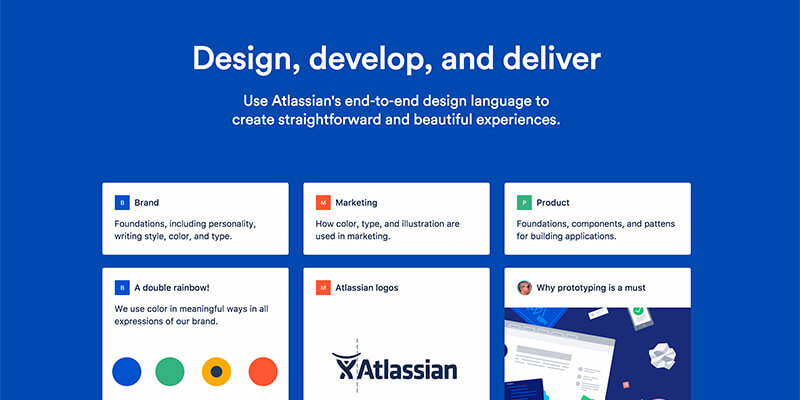 Design, develop, and deliver
Use Atlassian's end-to-end design language to
create straightforward and beautiful experiences.
B Brand
Foundations, including personality,
writing style, color, and type.
M Marketing
How color, type, and illustration are
used in marketing.
P Product
Foundations, components, and pattens
for building applications.
B A double rainbow!
We use color in meaningful ways in all
expressions of our brand.
M Atlassian logos
Atlassian
Why prototyping is a must